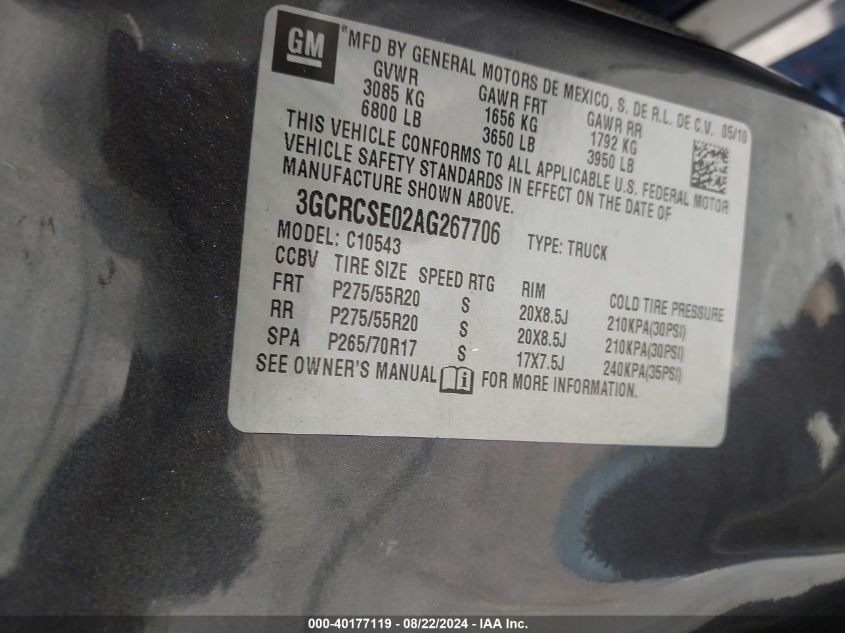 GM
®MFD BY GENERAL MOTORS DE MEXICO, S. DE R.L. DE C.V. 05/10
GVWR GAWR FRT GAWR RR
3085 KG 1656 KG 1792 KG
6800 LB 3650 LB 3950 LB
THIS VEHICLE CONFORMS TO ALL APPLICABLE U.S. FEDERAL MOTOR
VEHICLE SAFETY STANDARDS IN EFFECT ON THE DATE OF
MANUFACTURE SHOWN ABOVE.
3GCRCSE02AG267706 TYPE: TRUCK
MODEL: C10543
CCBV TIRE SIZE SPEED RTG RIM COLD TIRE PRESSURE
FRT P275/55R20 S 20X8.5J 210KPA(30PSI)
RR P275/55R20 S 20X8.5J 210KPA(30PSI)
SPA P265/70R17 S 17X7.5J 240KPA(35PSI)
SEE OWNER'S MANUAL i FOR MORE INFORMATION.
000-40177119 - 08/22/2024 - IAA Inc.